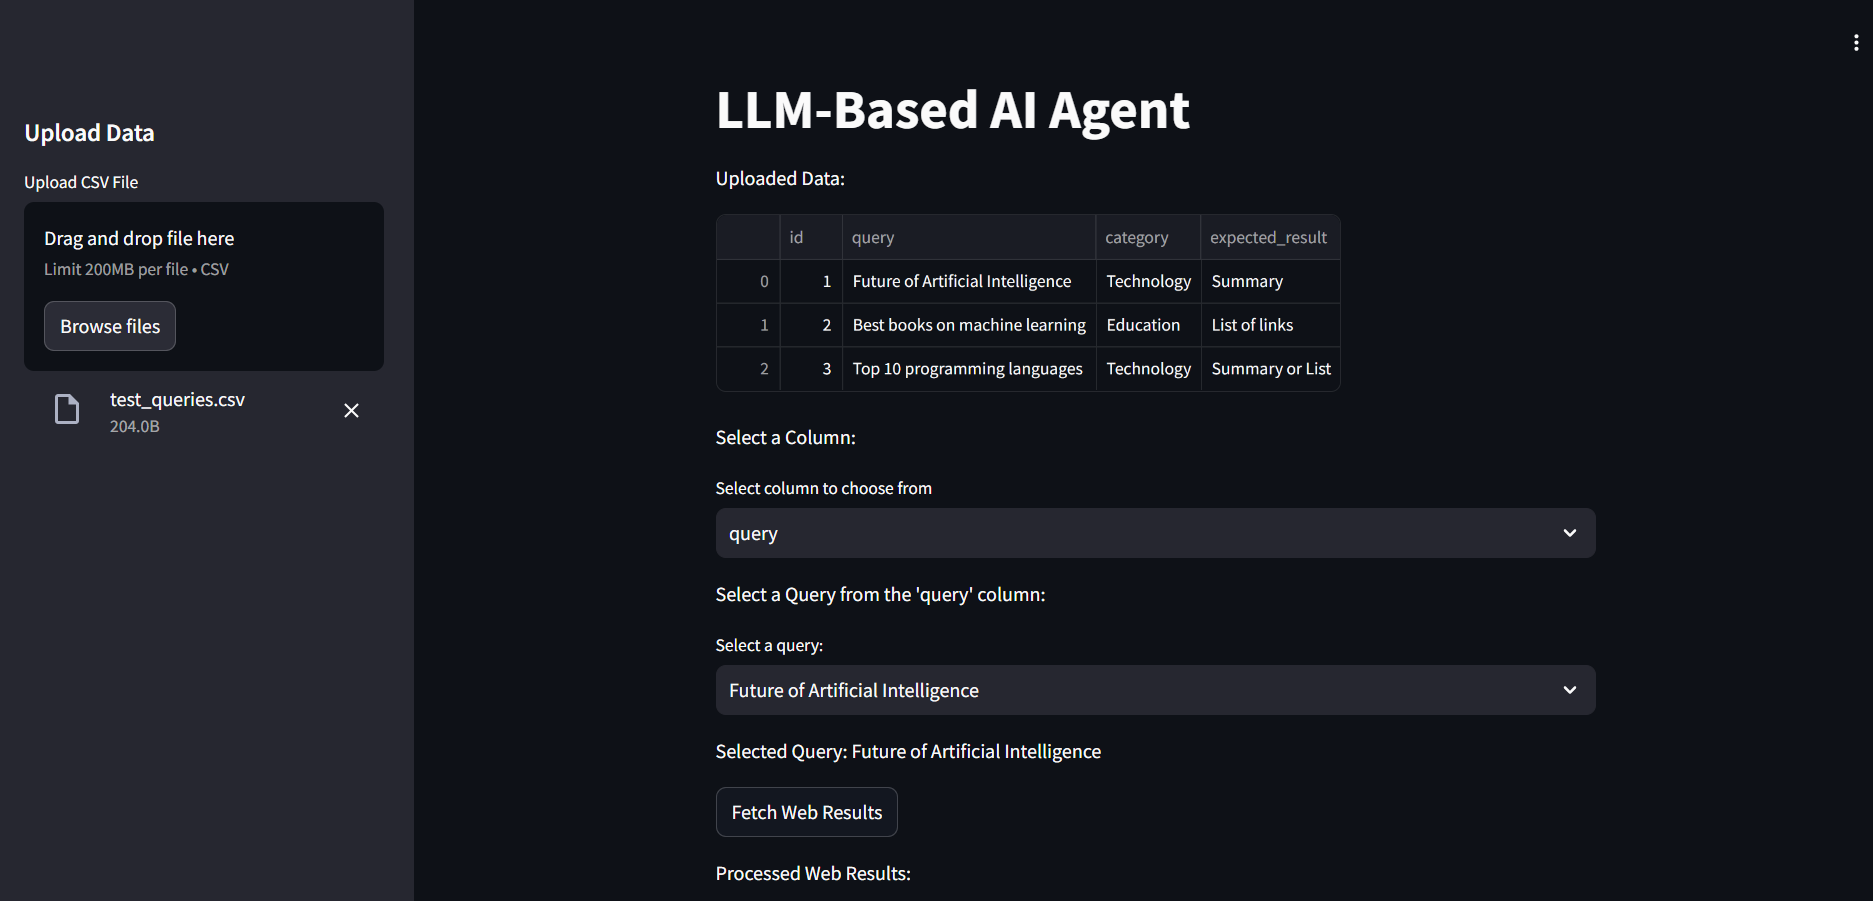 Upload Data
Upload CSV File
Drag and drop file here
Limit 200MB per file • CSV
Browse files
test_queries.csv
204.0B
LLM-Based AI Agent
Uploaded Data:
id query category expected_result
0 1 Future of Artificial Intelligence Technology Summary
1 2 Best books on machine learning Education List of links
2 3 Top 10 programming languages Technology Summary or List
Select a Column:
Select column to choose from
query
Select a Query from the 'query' column:
Select a query:
Future of Artificial Intelligence
Selected Query: Future of Artificial Intelligence
Fetch Web Results
Processed Web Results: